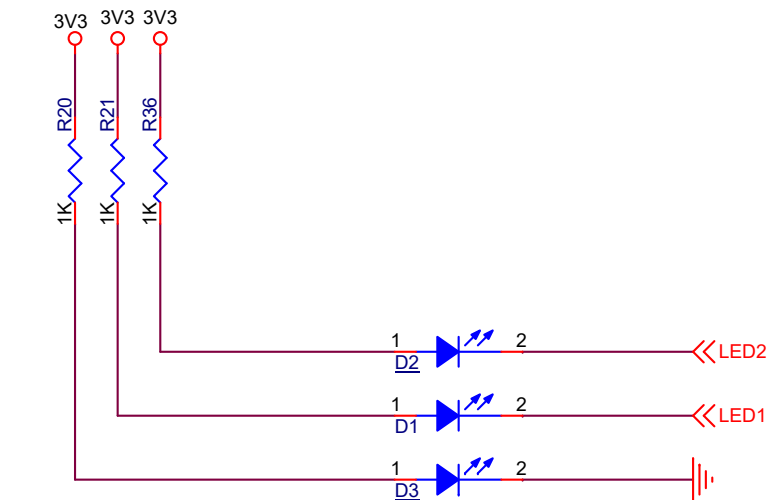 3V3 3V3 3V3
R20 R21 R36
1K 1K 1K
1 2 LED2
D2
1 2 LED1
D1
1 2
D3